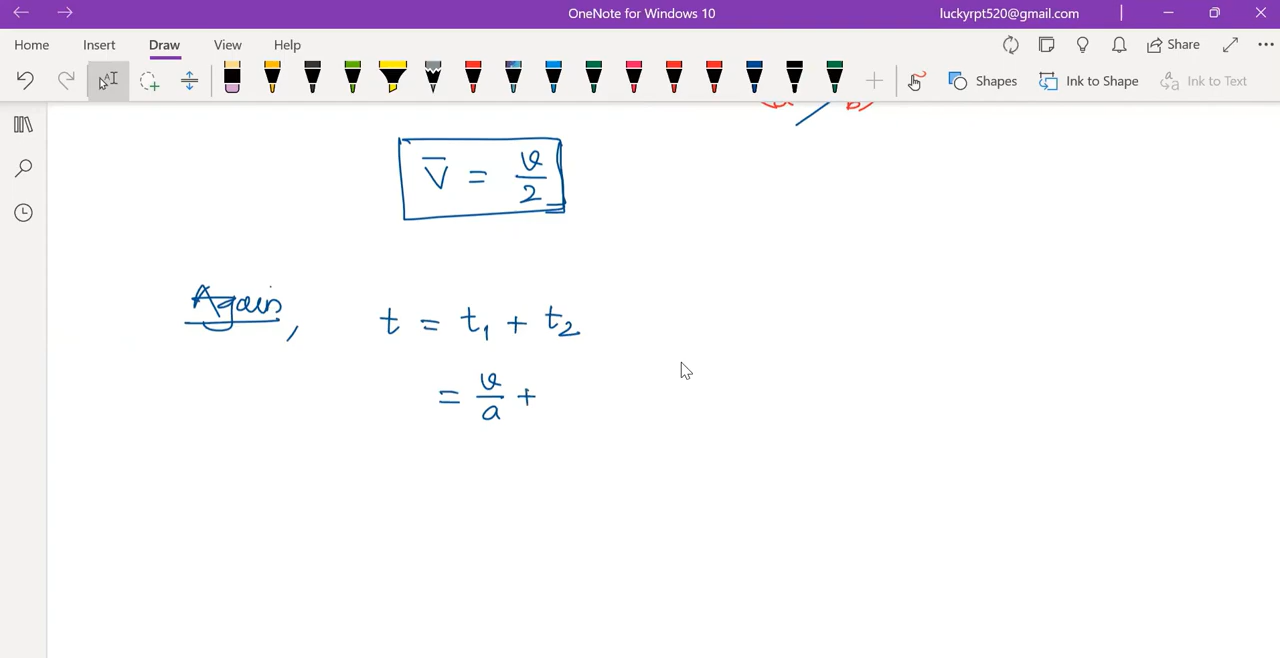 OneNote for Windows 10
luckyrpt520@gmail.com
Home Insert Draw View Help
Share
Shapes Ink to Shape Ink to Text
V̄ = v/2
Again, t = t₁ + t₂
= v/a +